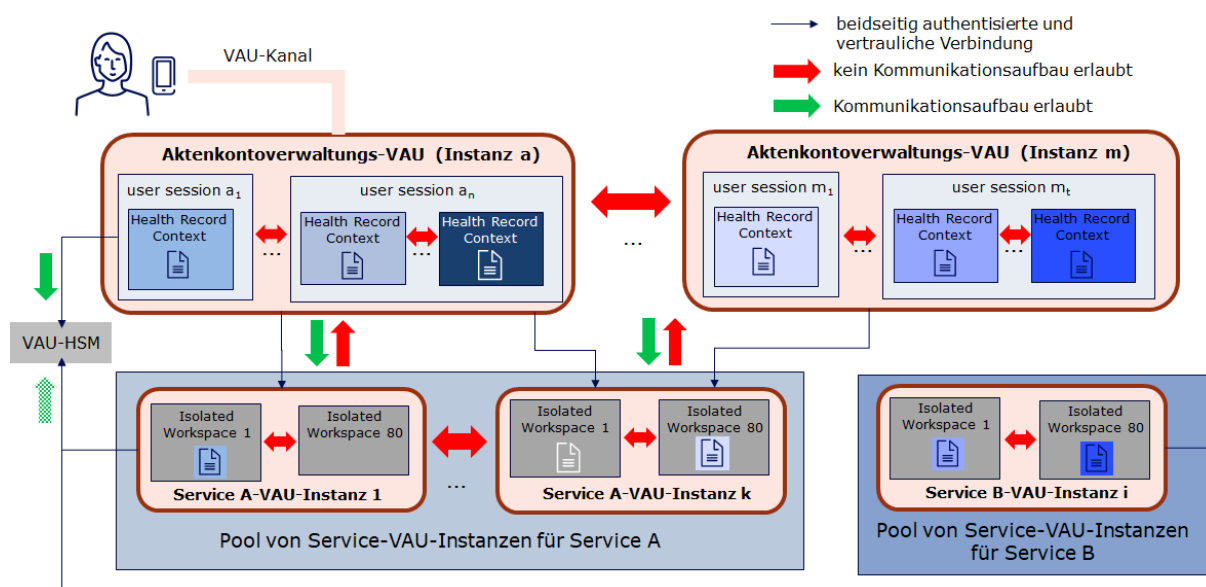 beidseitig authentisierte und
vertrauliche Verbindung
VAU-Kanal
kein Kommunikationsaufbau erlaubt
Kommunikationsaufbau erlaubt
Aktenkontoverwaltungs-VAU (Instanz a)
Aktenkontoverwaltungs-VAU (Instanz m)
user session a1
user session an
user session m1
user session mt
Health Record
Context
Health Record
Context
Health Record
Context
Health Record
Context
Health Record
Context
Health Record
Context
...
...
...
...
...
VAU-HSM
Isolated
Workspace 1
Isolated
Workspace 80
Isolated
Workspace 1
Isolated
Workspace 80
Isolated
Workspace 1
Isolated
Workspace 80
Service A-VAU-Instanz 1
...
Service A-VAU-Instanz k
Service B-VAU-Instanz i
Pool von Service-VAU-Instanzen für Service A
Pool von Service-VAU-Instanzen
für Service B